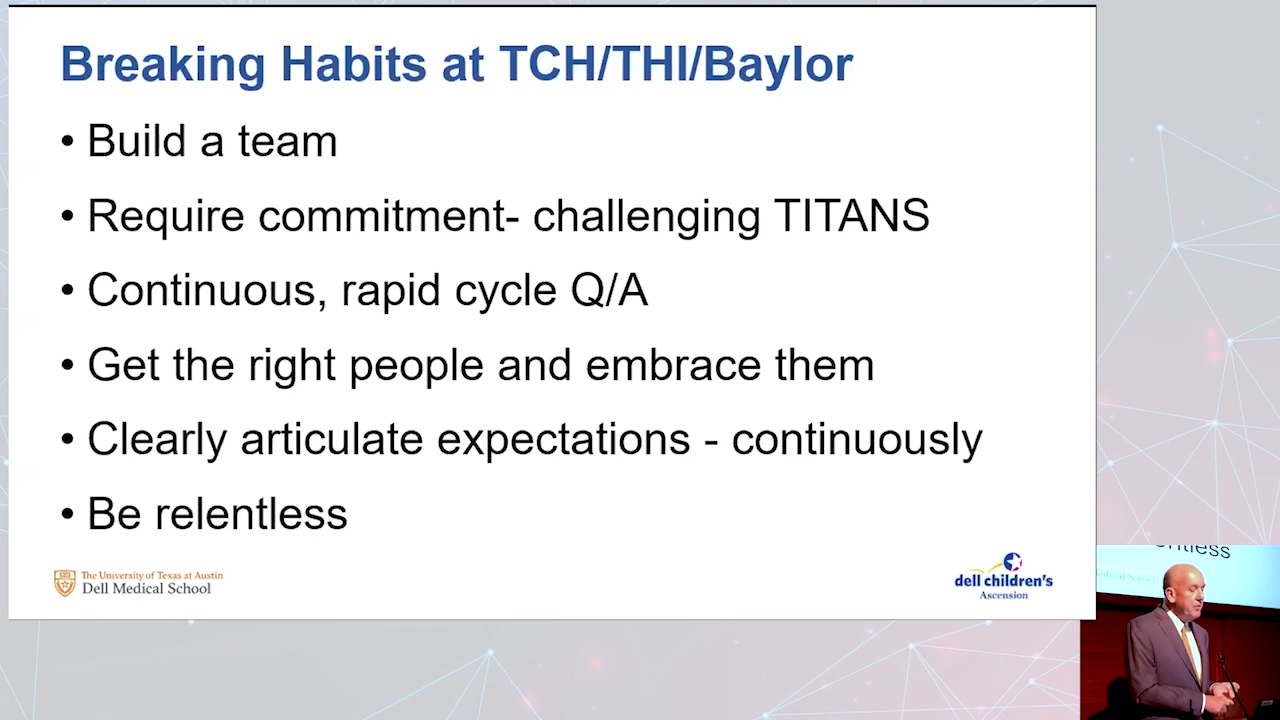 Breaking Habits at TCH/THI/Baylor
• Build a team
• Require commitment- challenging TITANS
• Continuous, rapid cycle Q/A
• Get the right people and embrace them
• Clearly articulate expectations - continuously
• Be relentless
The University of Texas at Austin
Dell Medical School
dell children's
Ascension